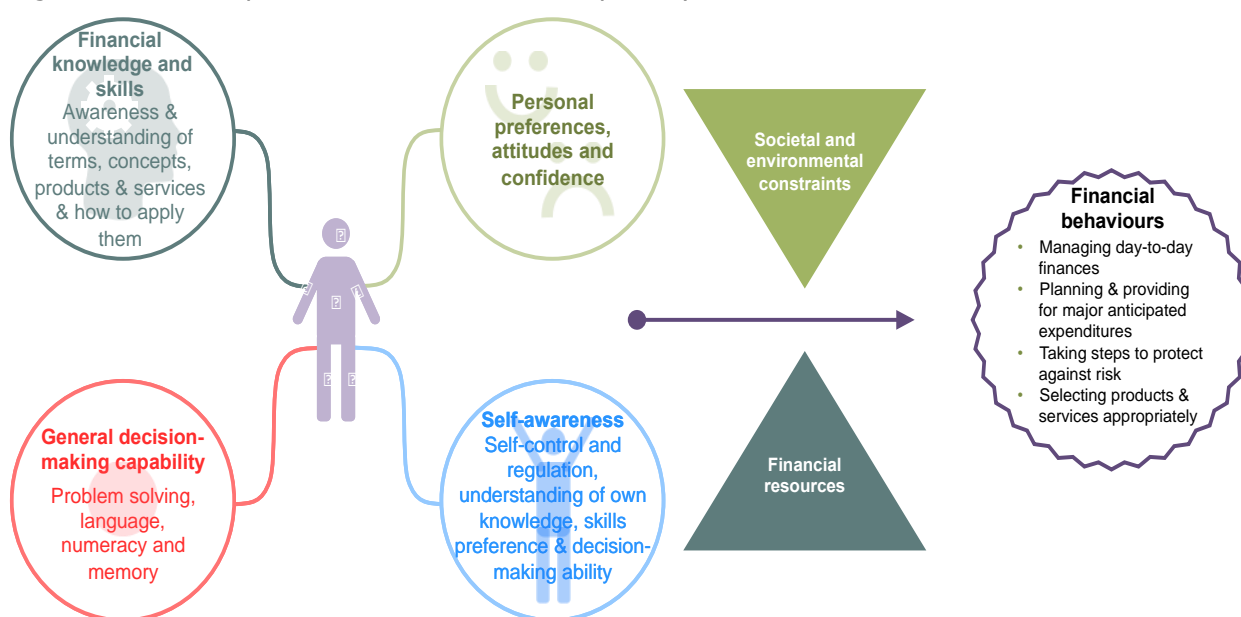 Financial
knowledge and
skills
Awareness &
understanding of
terms, concepts,
products & services
& how to apply
them
Personal
preferences,
attitudes and
confidence
General decision-
making capability
Problem solving,
language,
numeracy and
memory
Self-awareness
Self-control and
regulation,
understanding of own
knowledge, skills
preference & decision-
making ability
Societal and
environmental
constraints
Financial
resources
Financial
behaviours
• Managing day-to-day
finances
• Planning & providing
for major anticipated
expenditures
• Taking steps to protect
against risk
• Selecting products &
services appropriately